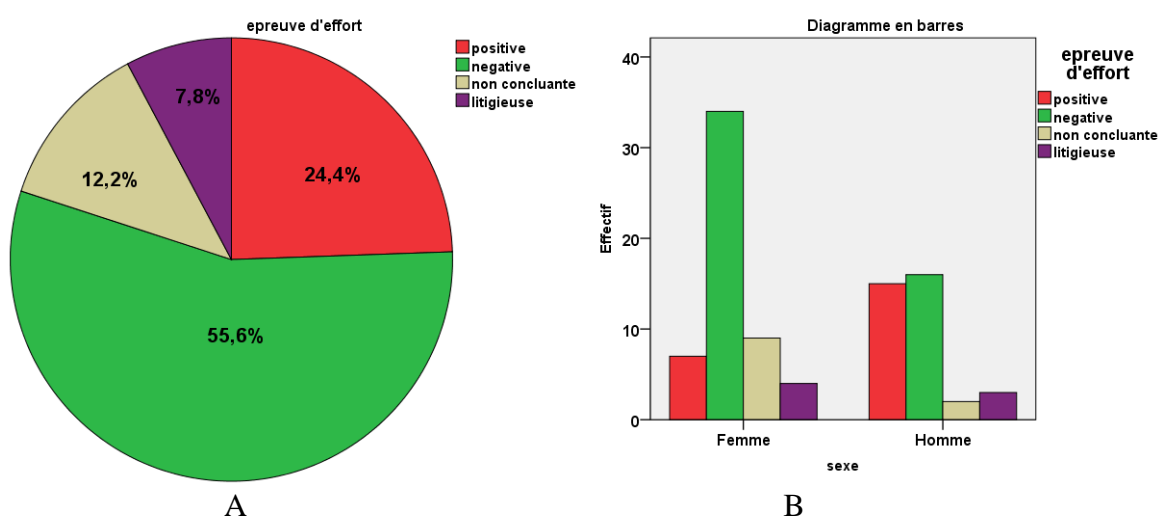 epreuve d'effort
positive
negative
non concluante
litigieuse
7,8%
24,4%
12,2%
55,6%
A
Diagramme en barres
epreuve
d'effort
positive
negative
non concluante
litigieuse
40
30
20
10
0
Effectif
Femme
Homme
sexe
B